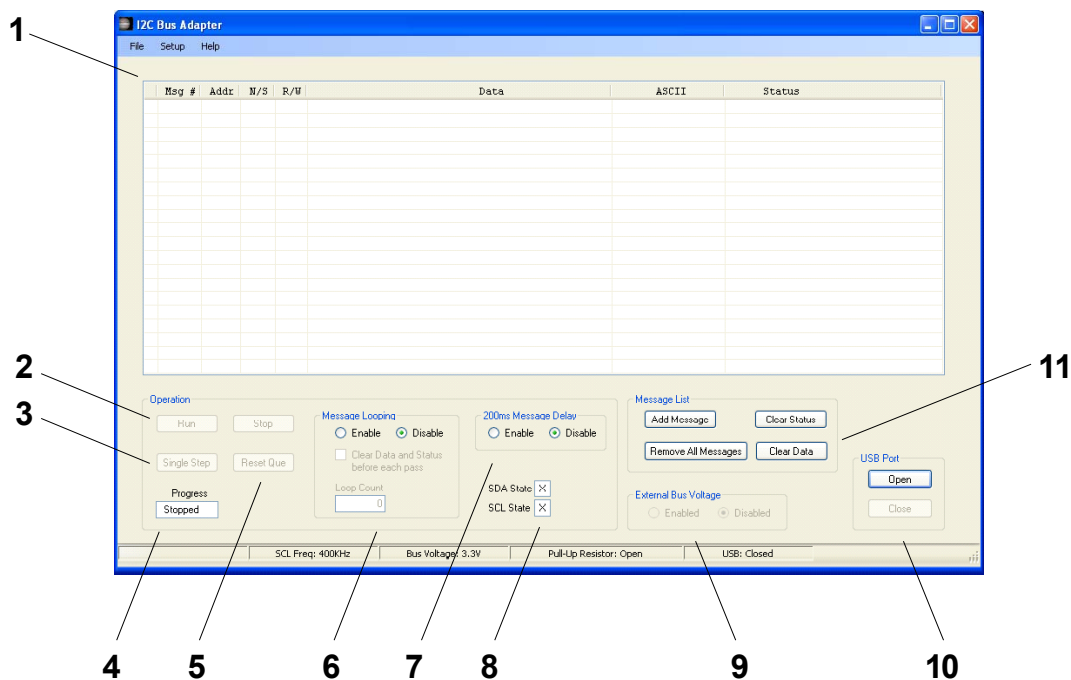 1
I2C Bus Adapter
File Setup Help
Msg # Addr N/S R/W Data ASCII Status
2
3
11
Operation
Run Stop
Single Step Reset Que
Progress
Stopped
Message Looping
Enable Disable
Clear Data and Status
before each pass
Loop Count
0
200ms Message Delay
Enable Disable
SDA State X
SCL State X
Message List
Add Message Clear Status
Remove All Messages Clear Data
External Bus Voltage
Enabled Disabled
USB Port
Open
Close
SCL Freq: 400KHz Bus Voltage: 3.3V Pull-Up Resistor: Open USB: Closed
4 5 6 7 8 9 10